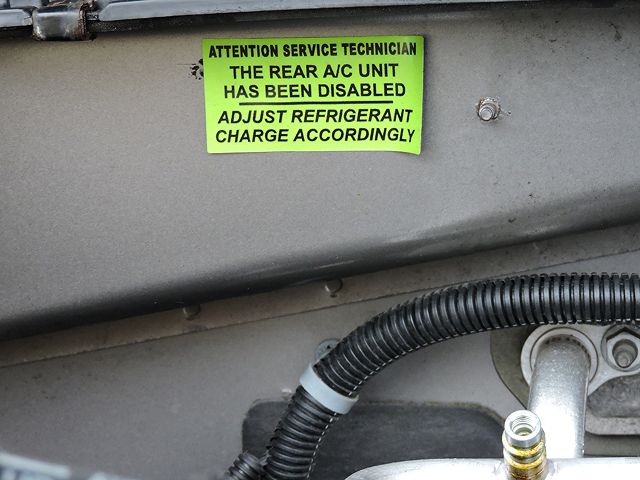 ATTENTION SERVICE TECHNICIAN
THE REAR A/C UNIT
HAS BEEN DISABLED
ADJUST REFRIGERANT
CHARGE ACCORDINGLY